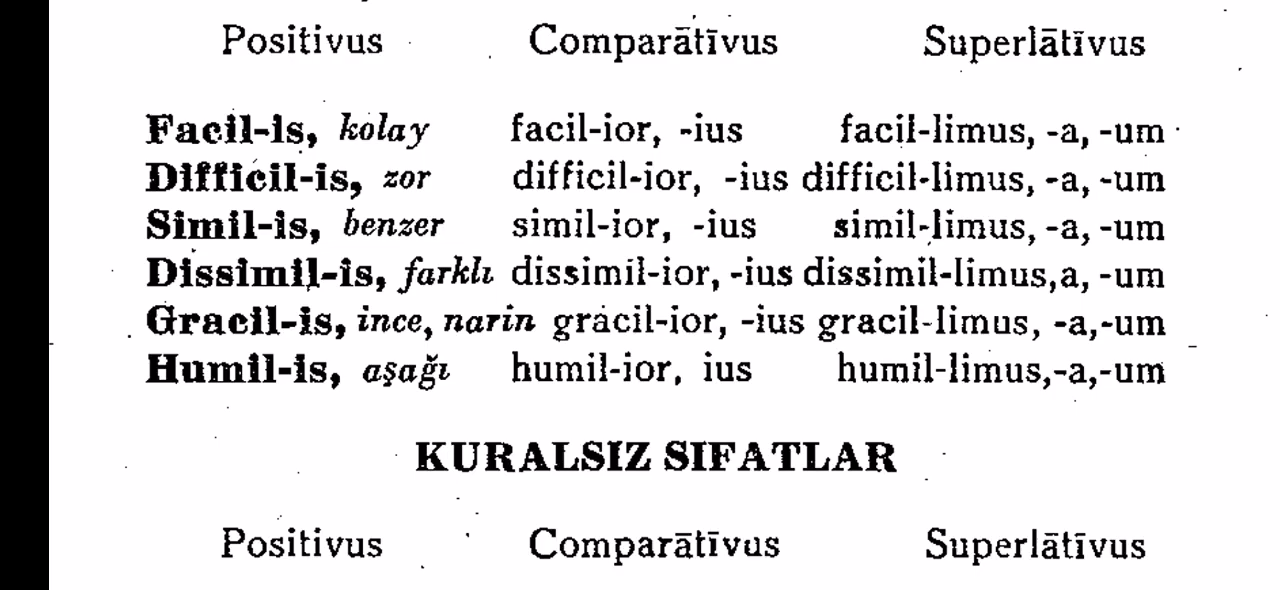 Positivus Comparātīvus Superlātīvus
Facil-is, kolay facil-ior, -ius facil-limus, -a, -um
Difficil-is, zor difficil-ior, -ius difficil-limus, -a, -um
Simil-is, benzer simil-ior, -ius simil-limus, -a, -um
Dissimil-is, farklı dissimil-ior, -ius dissimil-limus,a, -um
Gracil-is, ince, narin gracil-ior, -ius gracil-limus, -a,-um
Humil-is, aşağı humil-ior, ius humil-limus,-a,-um
KURALSIZ SIFATLAR
Positivus Comparātīvus Superlātīvus